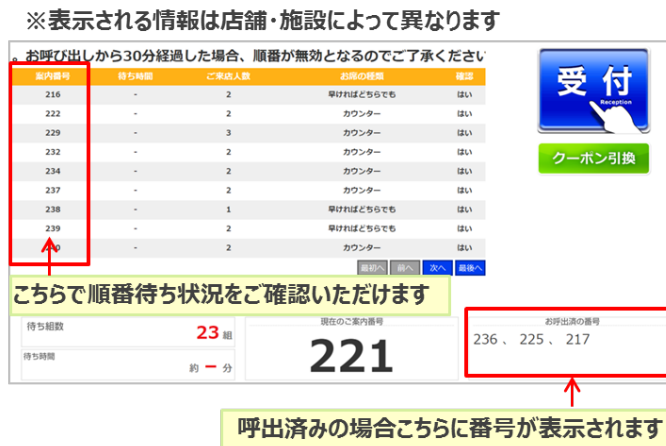 ※表示される情報は店舗・施設によって異なります
。お呼び出しから30分経過した場合、順番が無効となるのでご了承ください
案内番号 待ち時間 ご来店人数 お席の種類 確認
216 - 2 早ければどちらでも はい
222 - 2 カウンター はい
229 - 3 カウンター はい
232 - 2 カウンター はい
234 - 2 カウンター はい
237 - 2 カウンター はい
238 - 1 早ければどちらでも はい
239 - 2 早ければどちらでも はい
- 2 カウンター はい
最初へ 前へ 次へ 最後へ
受付
Reception
クーポン引換
こちらで順番待ち状況をご確認いただけます
待ち組数 23 組
待ち時間 約 - 分
現在のご案内番号
221
お呼出済の番号
236 、 225 、 217
呼出済みの場合こちらに番号が表示されます